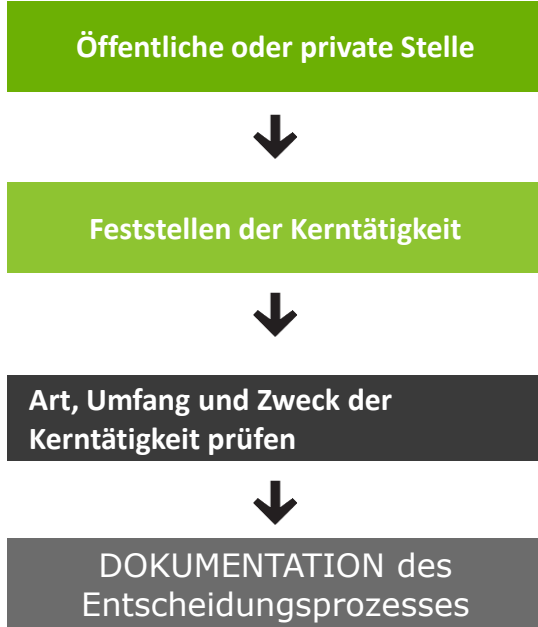 Öffentliche oder private Stelle
Feststellen der Kerntätigkeit
Art, Umfang und Zweck der
Kerntätigkeit prüfen
DOKUMENTATION des
Entscheidungsprozesses